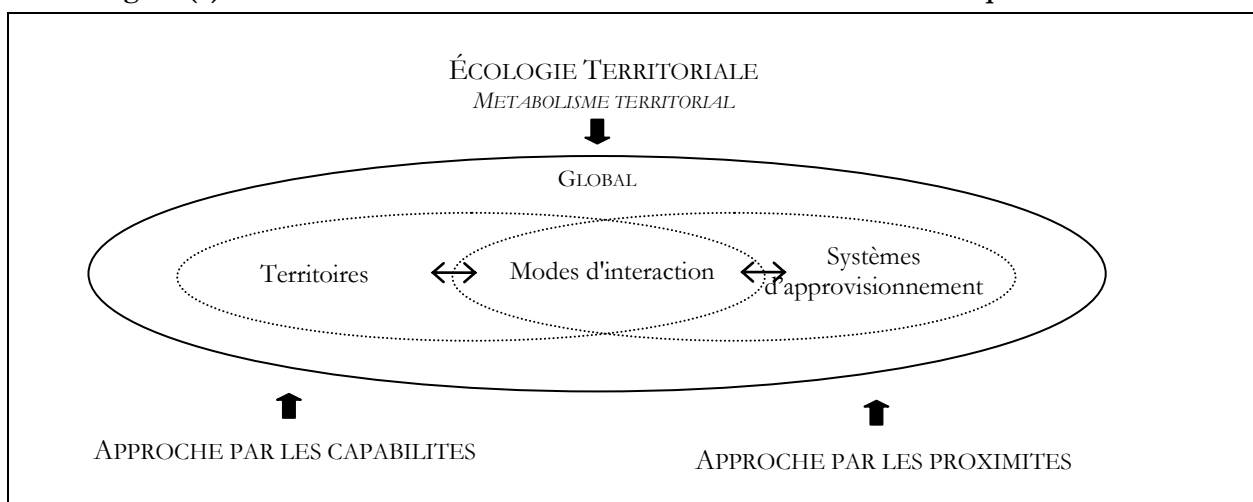 ÉCOLOGIE TERRITORIALE
METABOLISME TERRITORIAL
GLOBAL
Territoires
Modes d'interaction
Systèmes
d'approvisionnement
APPROCHE PAR LES CAPABILITES
APPROCHE PAR LES PROXIMITES